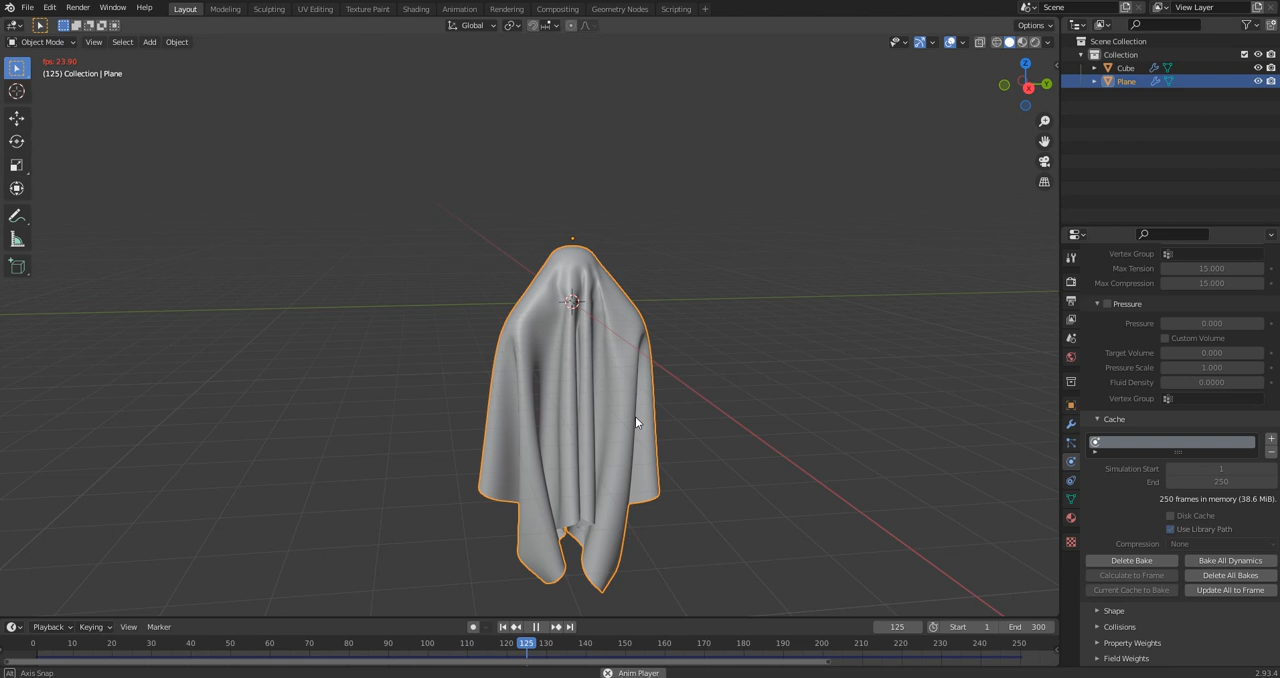 File Edit Render Window Help Layout Modeling Sculpting UV Editing Texture Paint Shading Animation Rendering Compositing Geometry Nodes Scripting + Scene View Layer
Global Options
Object Mode View Select Add Object
Scene Collection
Collection
Cube
Plane
fps: 23.90
(125) Collection | Plane
Z
Y
X
Vertex Group
Max Tension 15.000
Max Compression 15.000
Pressure
Pressure 0.000
Custom Volume
Target Volume 0.000
Pressure Scale 1.000
Fluid Density 0.0000
Vertex Group
Cache
Simulation Start 1
End 250
250 frames in memory (38.6 MiB).
Disk Cache
Use Library Path
Compression None
Delete Bake Bake All Dynamics
Calculate to Frame Delete All Bakes
Current Cache to Bake Update All to Frame
Shape
Collisions
Property Weights
Field Weights
Playback Keying View Marker 125 Start 1 End 300
0 10 20 30 40 50 60 70 80 90 100 110 120 125 130 140 150 160 170 180 190 200 210 220 230 240 250
Alt Axis Snap Anim Player 2.93.4